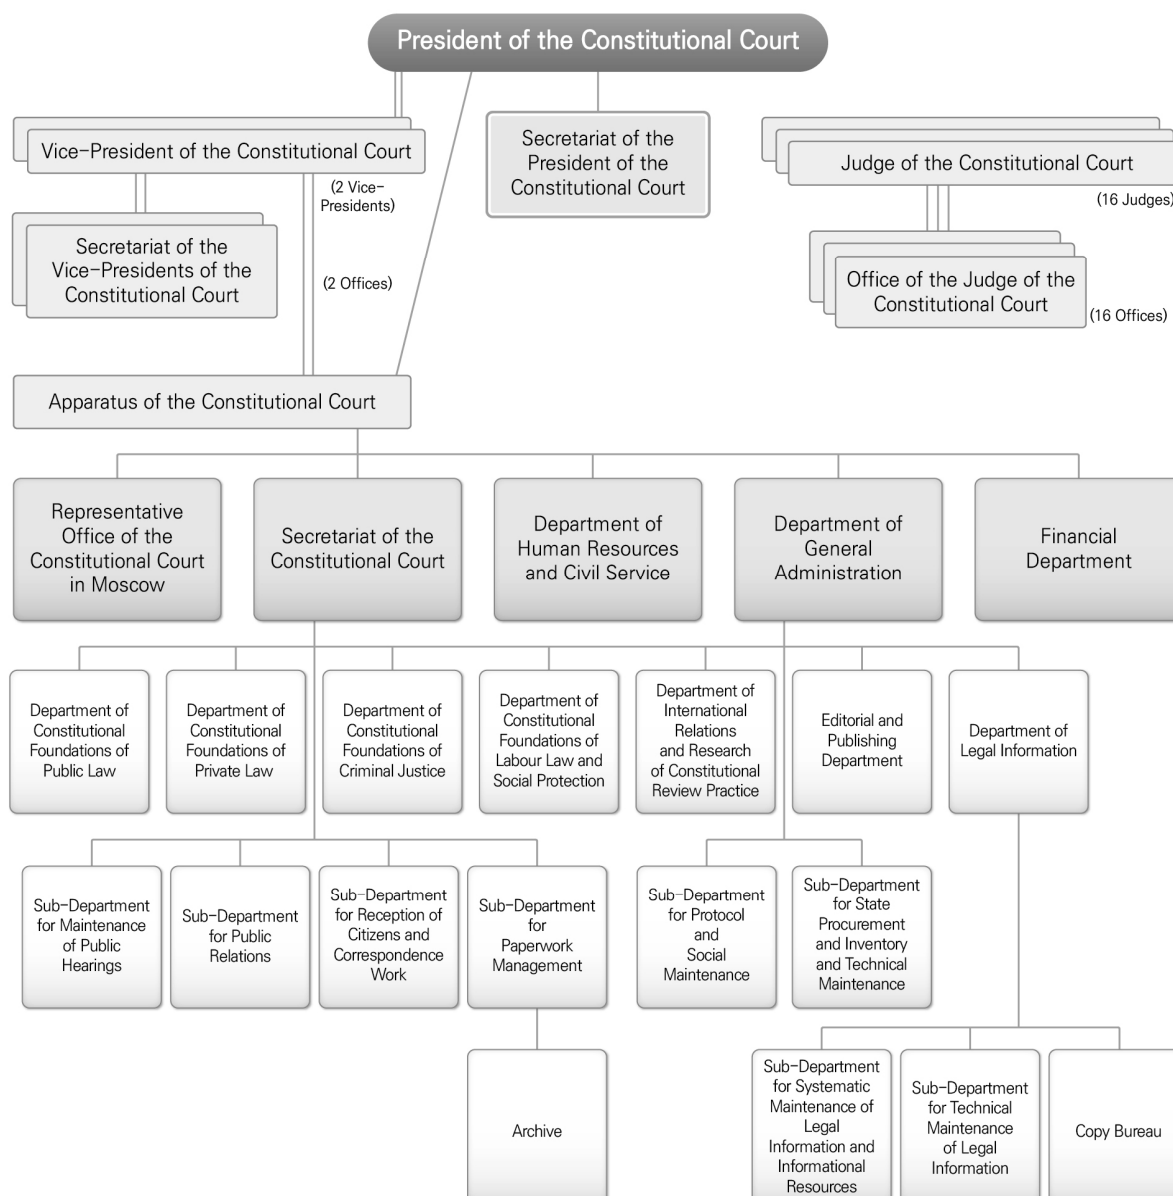 President of the Constitutional Court
Vice-President of the Constitutional Court
(2 Vice-
Presidents)
Secretariat of the
President of the
Constitutional Court
Judge of the Constitutional Court
(16 Judges)
Secretariat of the
Vice-Presidents of the
Constitutional Court
(2 Offices)
Office of the Judge of the
Constitutional Court
(16 Offices)
Apparatus of the Constitutional Court
Representative
Office of the
Constitutional Court
in Moscow
Secretariat of the
Constitutional Court
Department of
Human Resources
and Civil Service
Department of
General
Administration
Financial
Department
Department of
Constitutional
Foundations of
Public Law
Department of
Constitutional
Foundations of
Private Law
Department of
Constitutional
Foundations of
Criminal Justice
Department of
Constitutional
Foundations of
Labour Law and
Social Protection
Department of
International
Relations
and Research
of Constitutional
Review Practice
Editorial and
Publishing
Department
Department of
Legal Information
Sub-Department
for Maintenance
of Public
Hearings
Sub-Department
for Public
Relations
Sub-Department
for Reception of
Citizens and
Correspondence
Work
Sub-Department
for
Paperwork
Management
Sub-Department
for Protocol
and
Social
Maintenance
Sub-Department
for State
Procurement
and Inventory
and Technical
Maintenance
Archive
Sub-Department
for Systematic
Maintenance of
Legal
Information and
Informational
Resources
Sub-Department
for Technical
Maintenance
of Legal
Information
Copy Bureau